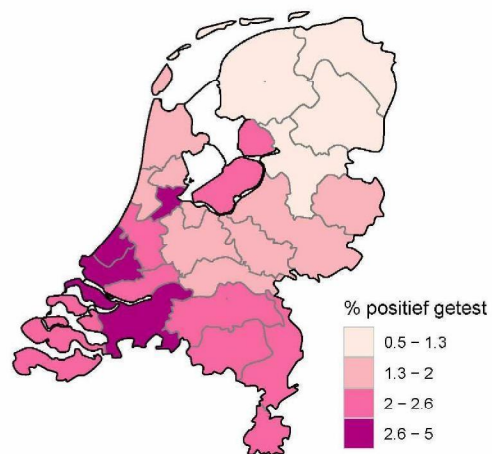 % positief getest
0.5 – 1.3
1.3 – 2
2 – 2.6
2.6 – 5